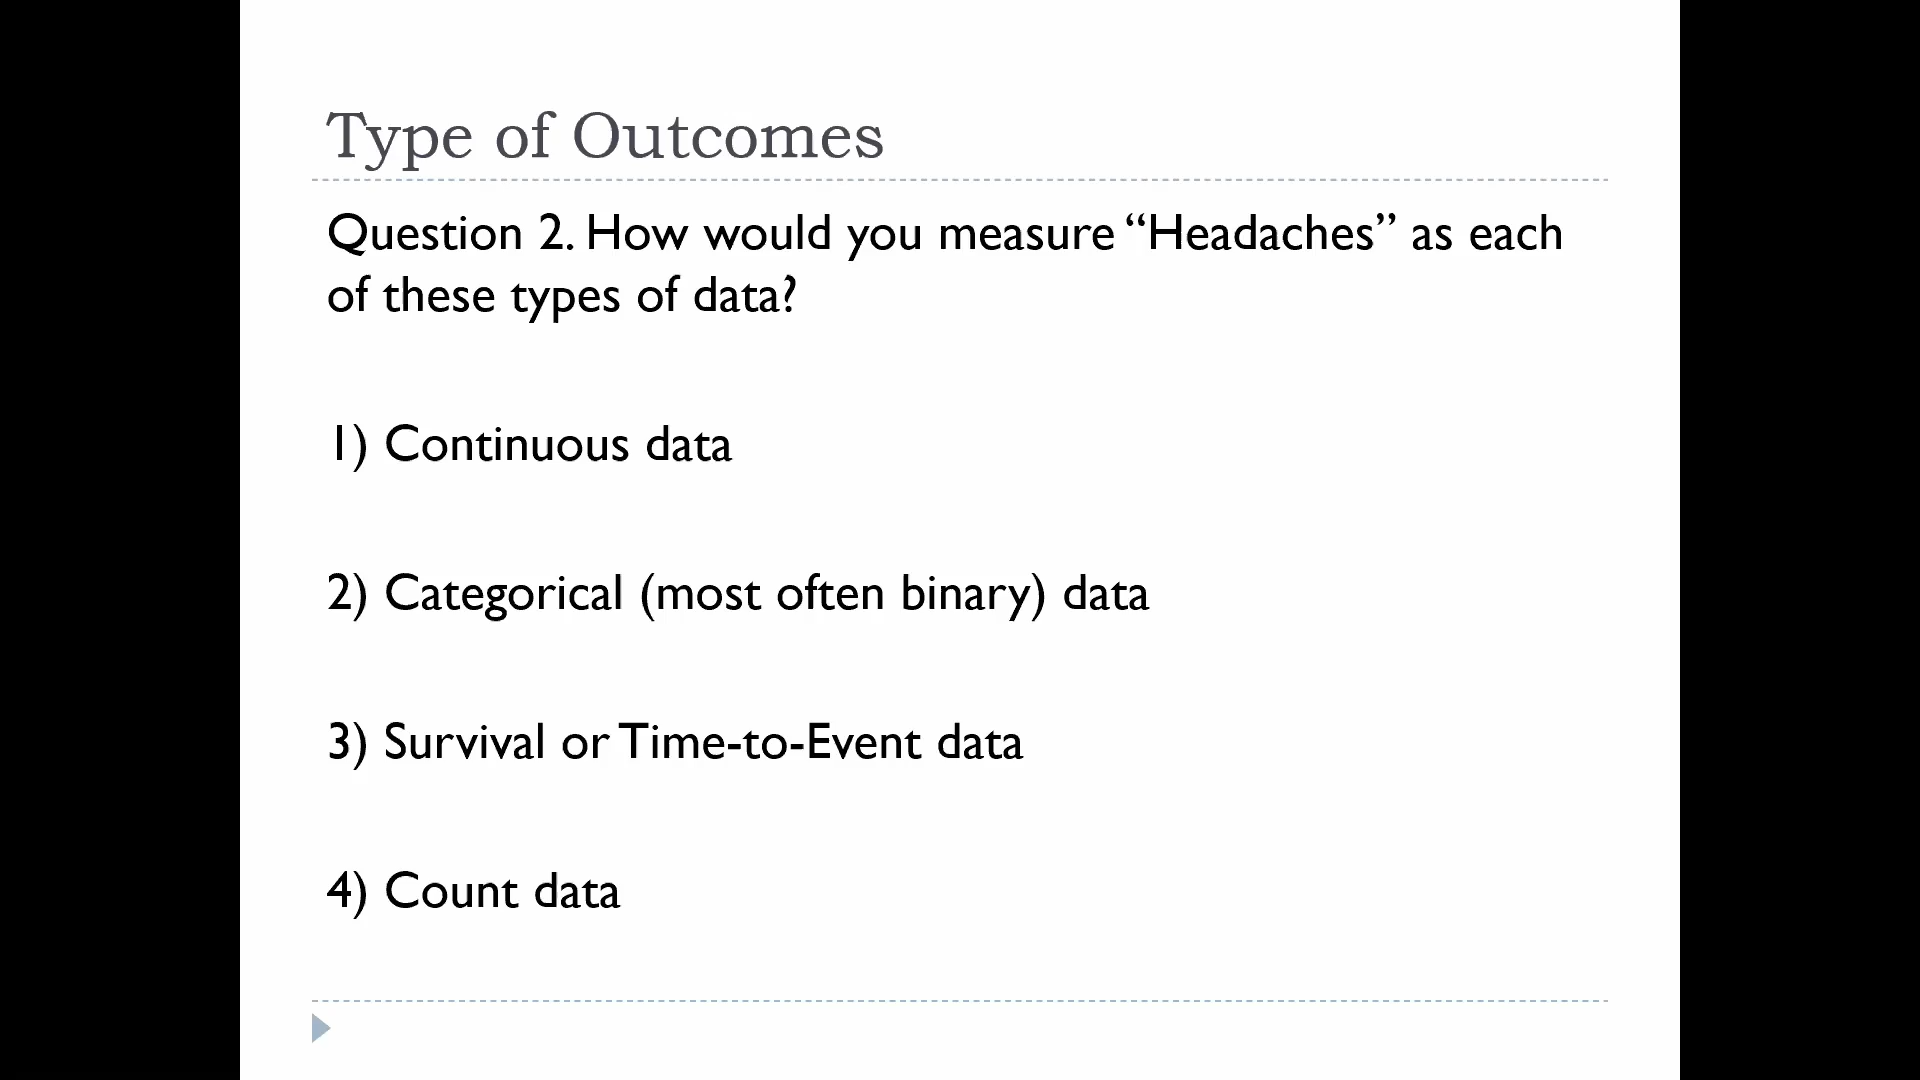 Type of Outcomes
Question 2. How would you measure “Headaches” as each
of these types of data?
1) Continuous data
2) Categorical (most often binary) data
3) Survival or Time-to-Event data
4) Count data